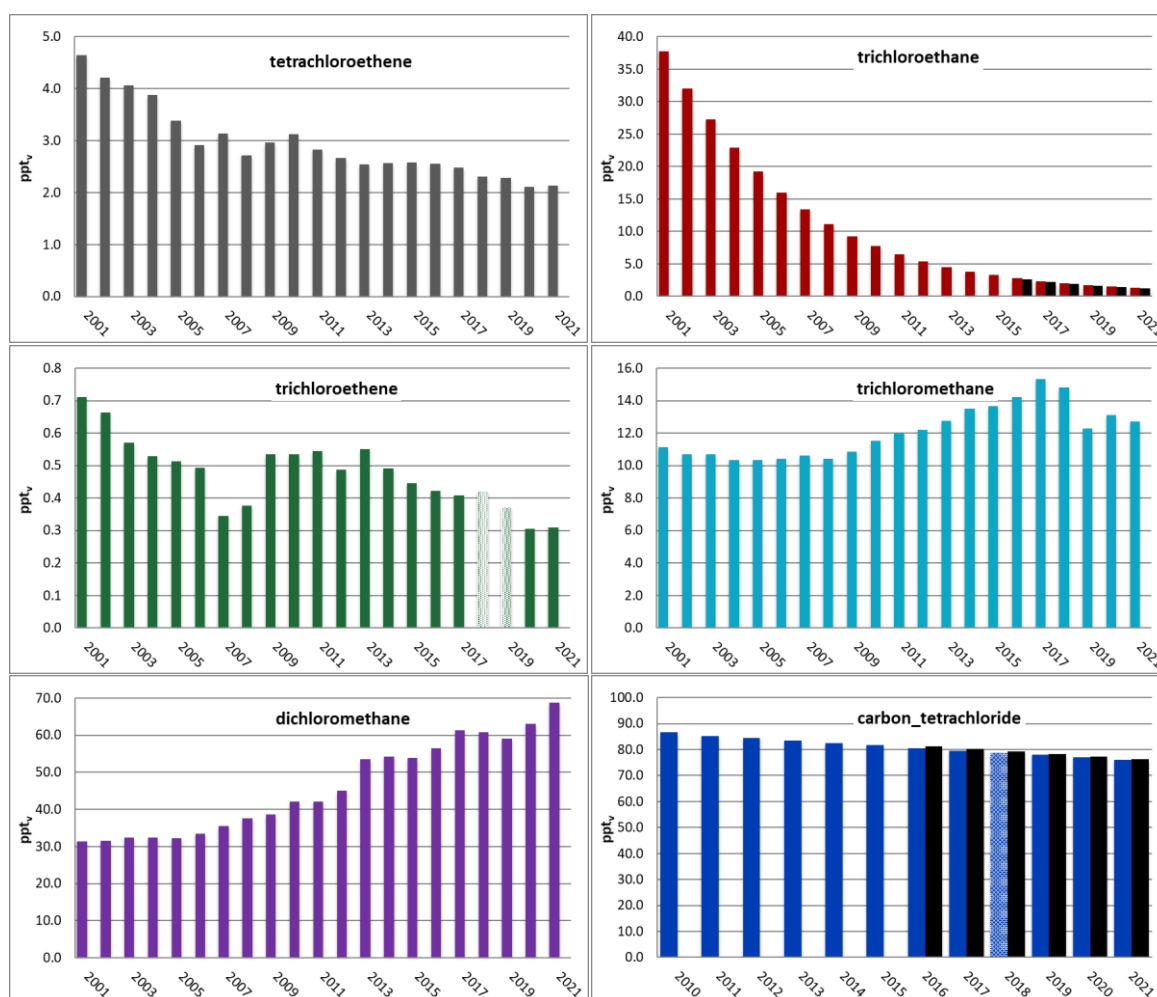 tetrachloroethene
5.0
4.0
3.0
2.0
1.0
0.0
pptv
2001 2003 2005 2007 2009 2011 2013 2015 2017 2019 2021
trichloroethane
40.0
35.0
30.0
25.0
20.0
15.0
10.0
5.0
0.0
pptv
2001 2003 2005 2007 2009 2011 2013 2015 2017 2019 2021
trichloroethene
0.8
0.7
0.6
0.5
0.4
0.3
0.2
0.1
0.0
pptv
2001 2003 2005 2007 2009 2011 2013 2015 2017 2019 2021
trichloromethane
16.0
14.0
12.0
10.0
8.0
6.0
4.0
2.0
0.0
pptv
2001 2003 2005 2007 2009 2011 2013 2015 2017 2019 2021
dichloromethane
70.0
60.0
50.0
40.0
30.0
20.0
10.0
0.0
pptv
2001 2003 2005 2007 2009 2011 2013 2015 2017 2019 2021
carbon_tetrachloride
100.0
90.0
80.0
70.0
60.0
50.0
40.0
30.0
20.0
10.0
0.0
pptv
2010 2011 2012 2013 2014 2015 2016 2017 2018 2019 2020 2021